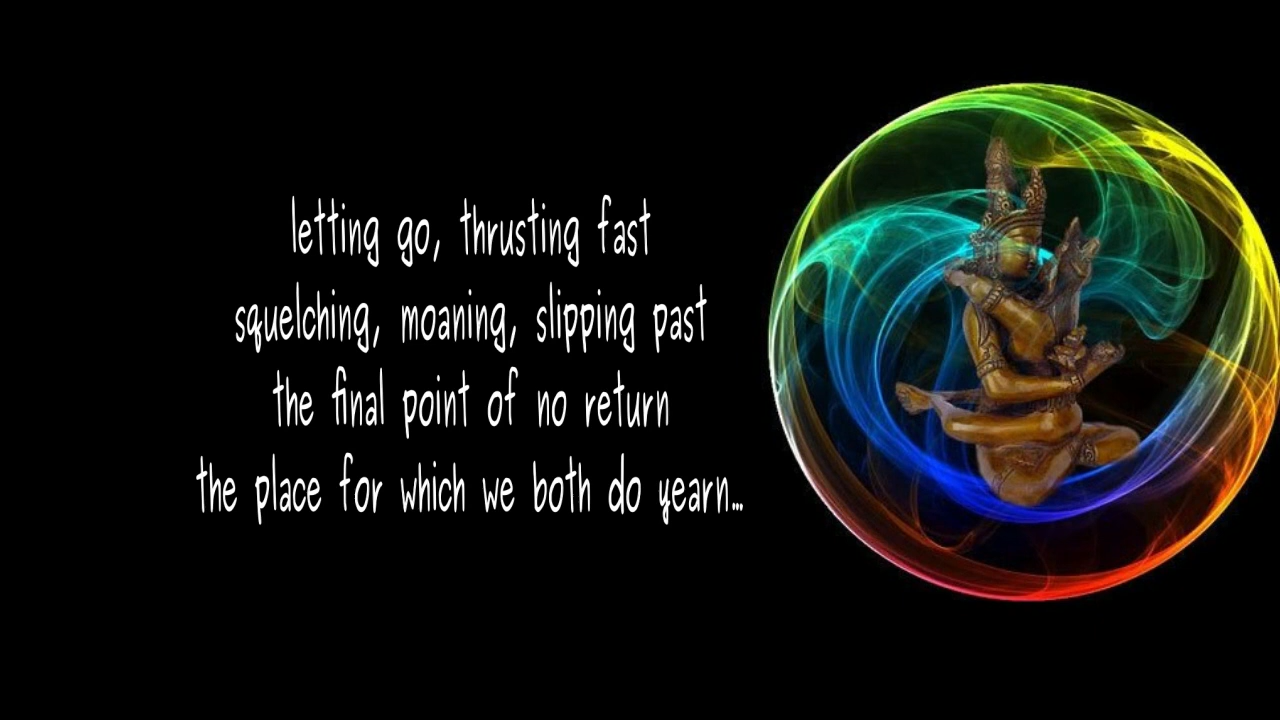 letting go, thrusting fast
squelching, moaning, slipping past
the final point of no return
the place for which we both do yearn...